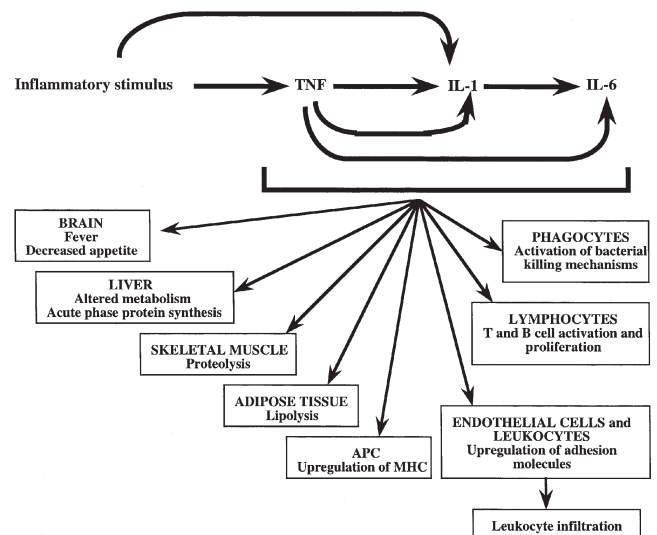 Inflammatory stimulus TNF IL-1 IL-6
BRAIN
Fever
Decreased appetite
LIVER
Altered metabolism
Acute phase protein synthesis
SKELETAL MUSCLE
Proteolysis
ADIPOSE TISSUE
Lipolysis
APC
Upregulation of MHC
PHAGOCYTES
Activation of bacterial
killing mechanisms
LYMPHOCYTES
T and B cell activation and
proliferation
ENDOTHELIAL CELLS and
LEUKOCYTES
Upregulation of adhesion
molecules
Leukocyte infiltration